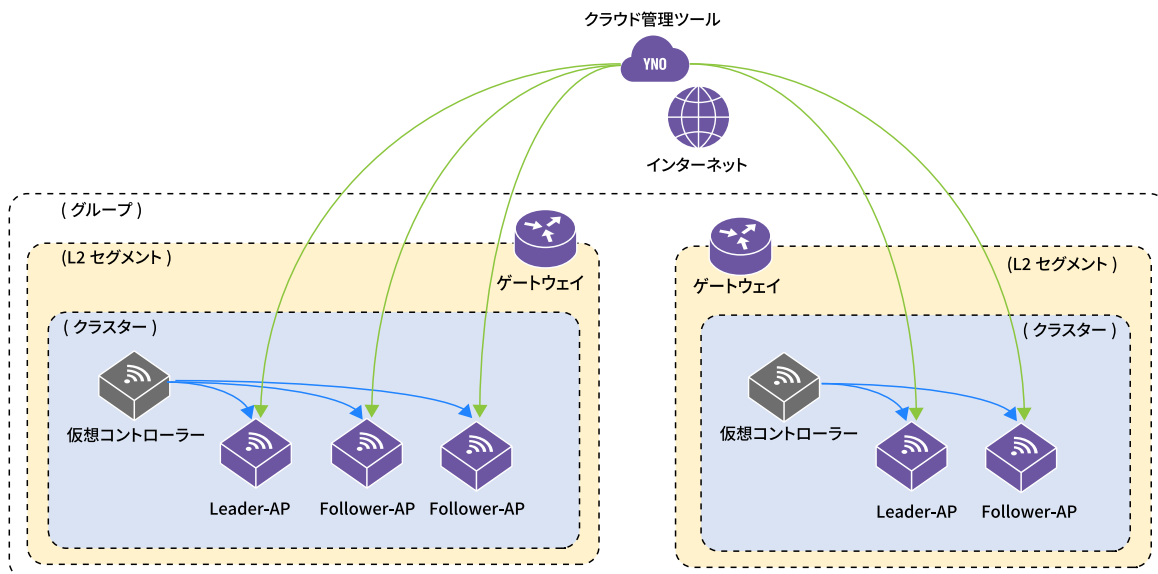 クラウド管理ツール
YNO
インターネット
( グループ )
(L2 セグメント )
ゲートウェイ
( クラスター )
仮想コントローラー
Leader-AP
Follower-AP
Follower-AP
(L2 セグメント )
ゲートウェイ
( クラスター )
仮想コントローラー
Leader-AP
Follower-AP